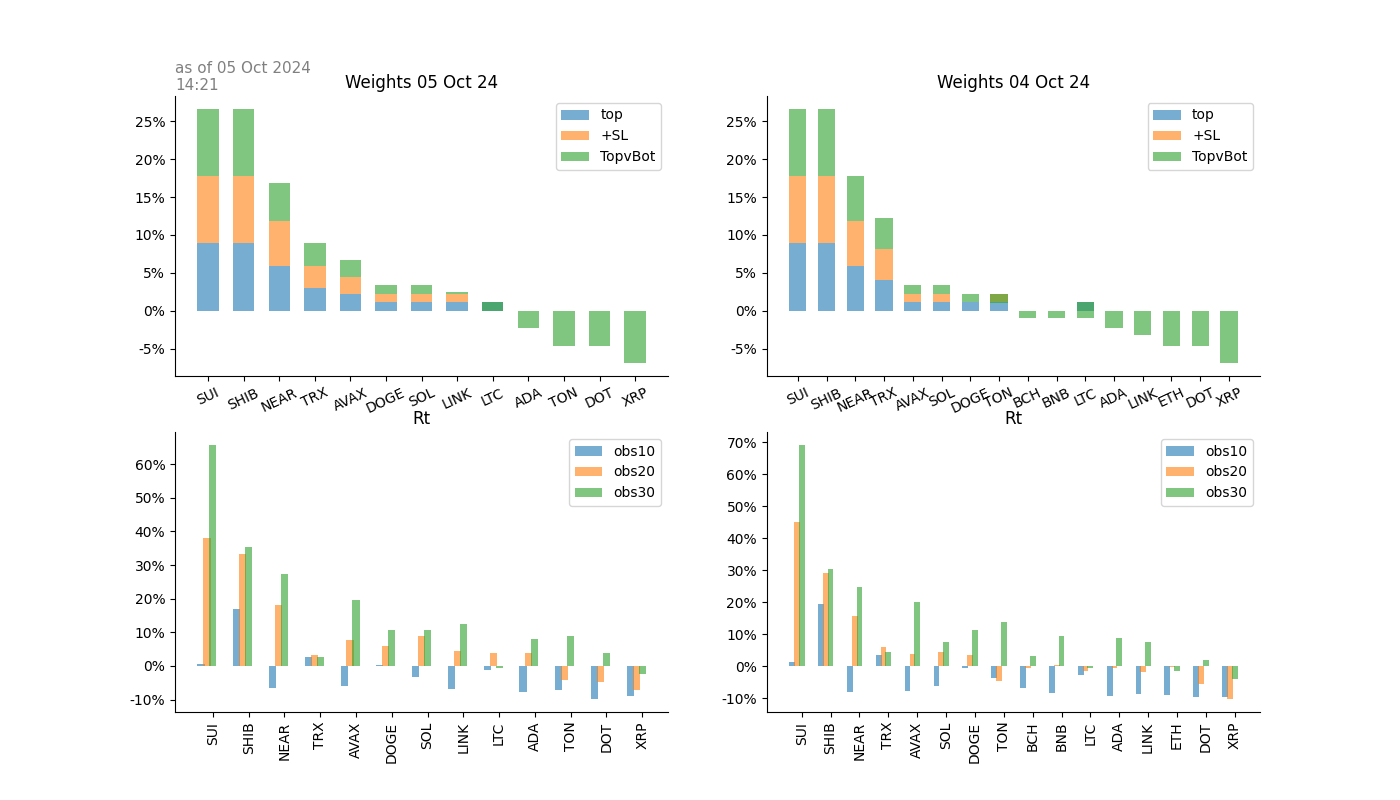 as of 05 Oct 2024
14:21
Weights 05 Oct 24
25%
20%
15%
10%
5%
0%
-5%
top
+SL
TopvBot
SUI SHIB NEAR TRX AVAX DOGE SOL LINK LTC ADA TON DOT XRP
Weights 04 Oct 24
25%
20%
15%
10%
5%
0%
-5%
top
+SL
TopvBot
SUI SHIB NEAR TRX AVAX SOL DOGE TON BCH BNB LTC ADA LINK ETH DOT XRP
Rt
60%
50%
40%
30%
20%
10%
0%
-10%
obs10
obs20
obs30
SUI SHIB NEAR TRX AVAX DOGE SOL LINK LTC ADA TON DOT XRP
Rt
70%
60%
50%
40%
30%
20%
10%
0%
-10%
obs10
obs20
obs30
SUI SHIB NEAR TRX AVAX SOL DOGE TON BCH BNB LTC ADA LINK ETH DOT XRP